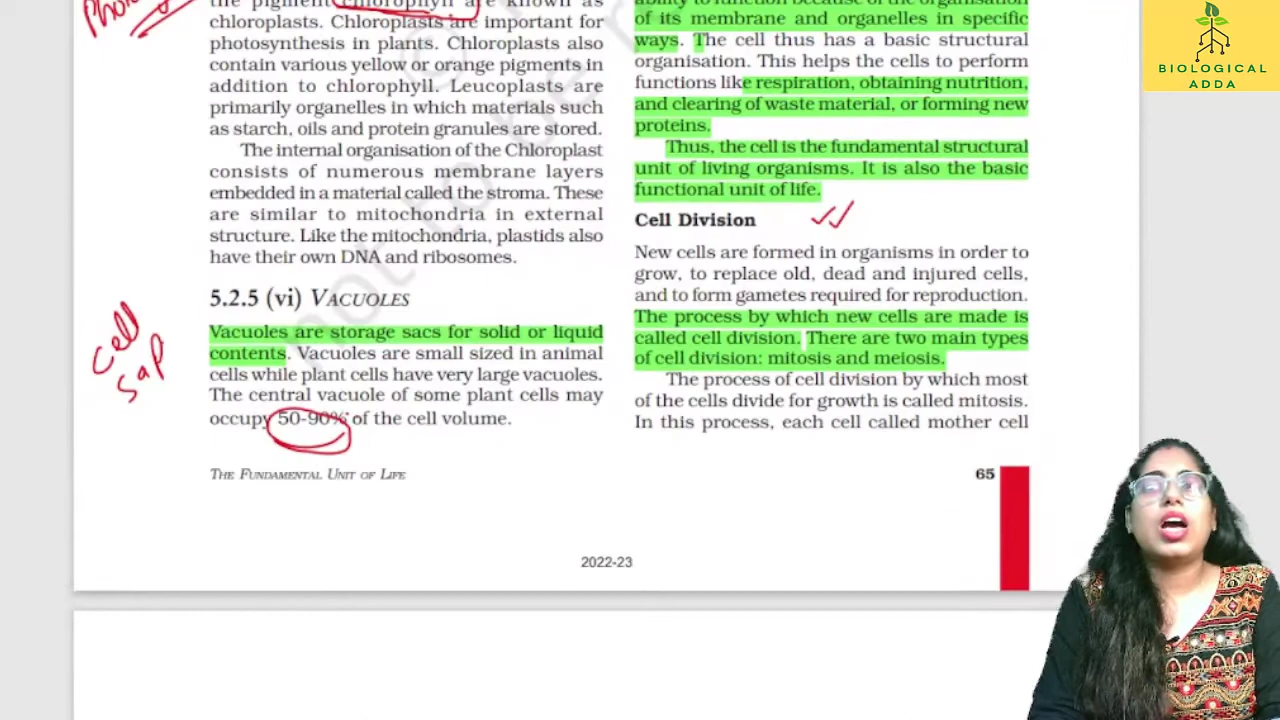 the pigment chlorophyll are known as
chloroplasts. Chloroplasts are important for
photosynthesis in plants. Chloroplasts also
contain various yellow or orange pigments in
addition to chlorophyll. Leucoplasts are
primarily organelles in which materials such
as starch, oils and protein granules are stored.
The internal organisation of the Chloroplast
consists of numerous membrane layers
embedded in a material called the stroma. These
are similar to mitochondria in external
structure. Like the mitochondria, plastids also
have their own DNA and ribosomes.
5.2.5 (vi) VACUOLES
Vacuoles are storage sacs for solid or liquid
contents. Vacuoles are small sized in animal
cells while plant cells have very large vacuoles.
The central vacuole of some plant cells may
occupy 50-90% of the cell volume.
Cell
Sap
ability to function because of the organisation
of its membrane and organelles in specific
ways. The cell thus has a basic structural
organisation. This helps the cells to perform
functions like respiration, obtaining nutrition,
and clearing of waste material, or forming new
proteins.
Thus, the cell is the fundamental structural
unit of living organisms. It is also the basic
functional unit of life.
Cell Division
New cells are formed in organisms in order to
grow, to replace old, dead and injured cells,
and to form gametes required for reproduction.
The process by which new cells are made is
called cell division. There are two main types
of cell division: mitosis and meiosis.
The process of cell division by which most
of the cells divide for growth is called mitosis.
In this process, each cell called mother cell
THE FUNDAMENTAL UNIT OF LIFE
65
2022-23
BIOLOGICAL
ADDA